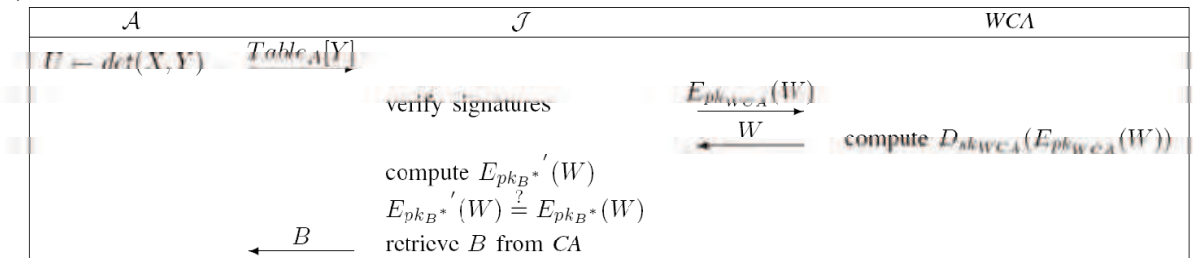 A J WCA
U ← det(X, Y) Table_A[Y]
verify signatures E_{pk_{WCA}}(W)
W compute D_{sk_{WCA}}(E_{pk_{WCA}}(W))
compute E_{pk_{B^*}}'(W)
E_{pk_{B^*}}'(W) ≟ E_{pk_{B^*}}(W)
B retrieve B from CA